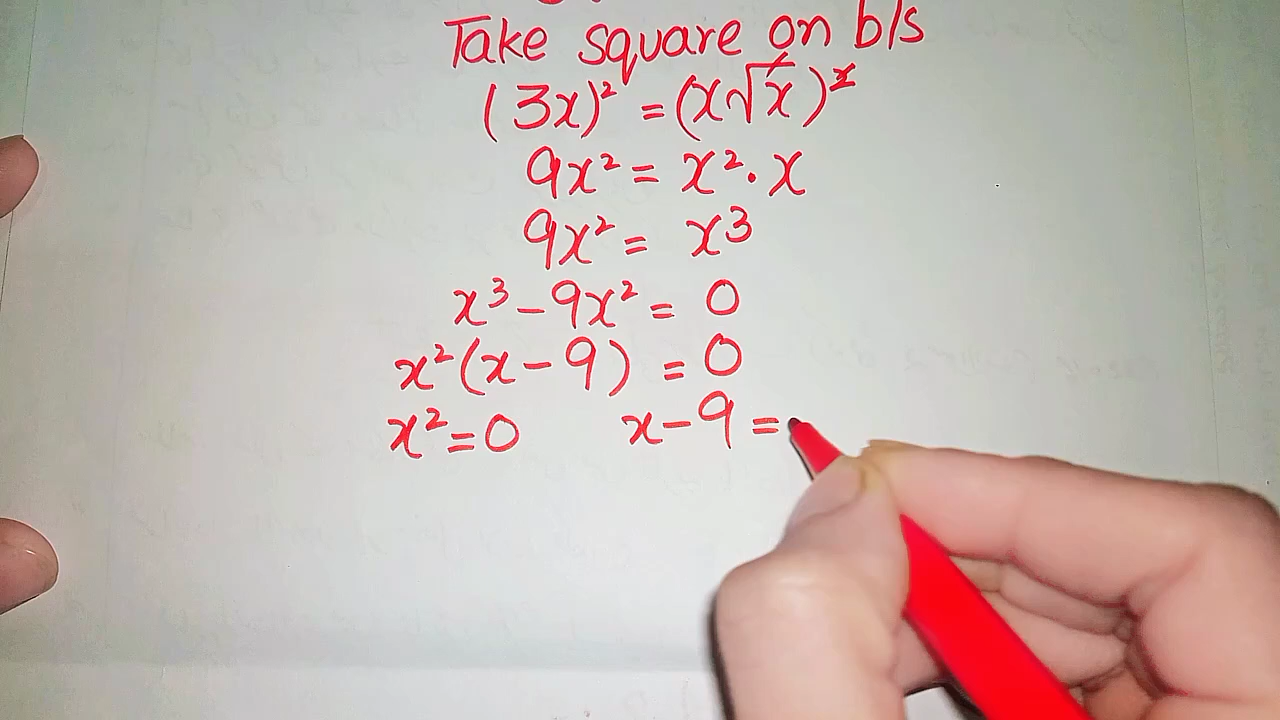 Take square on b/s
(3x)² = (x√x)²
9x² = x²·x
9x² = x³
x³-9x² = 0
x²(x-9) = 0
x²=0 x-9 =